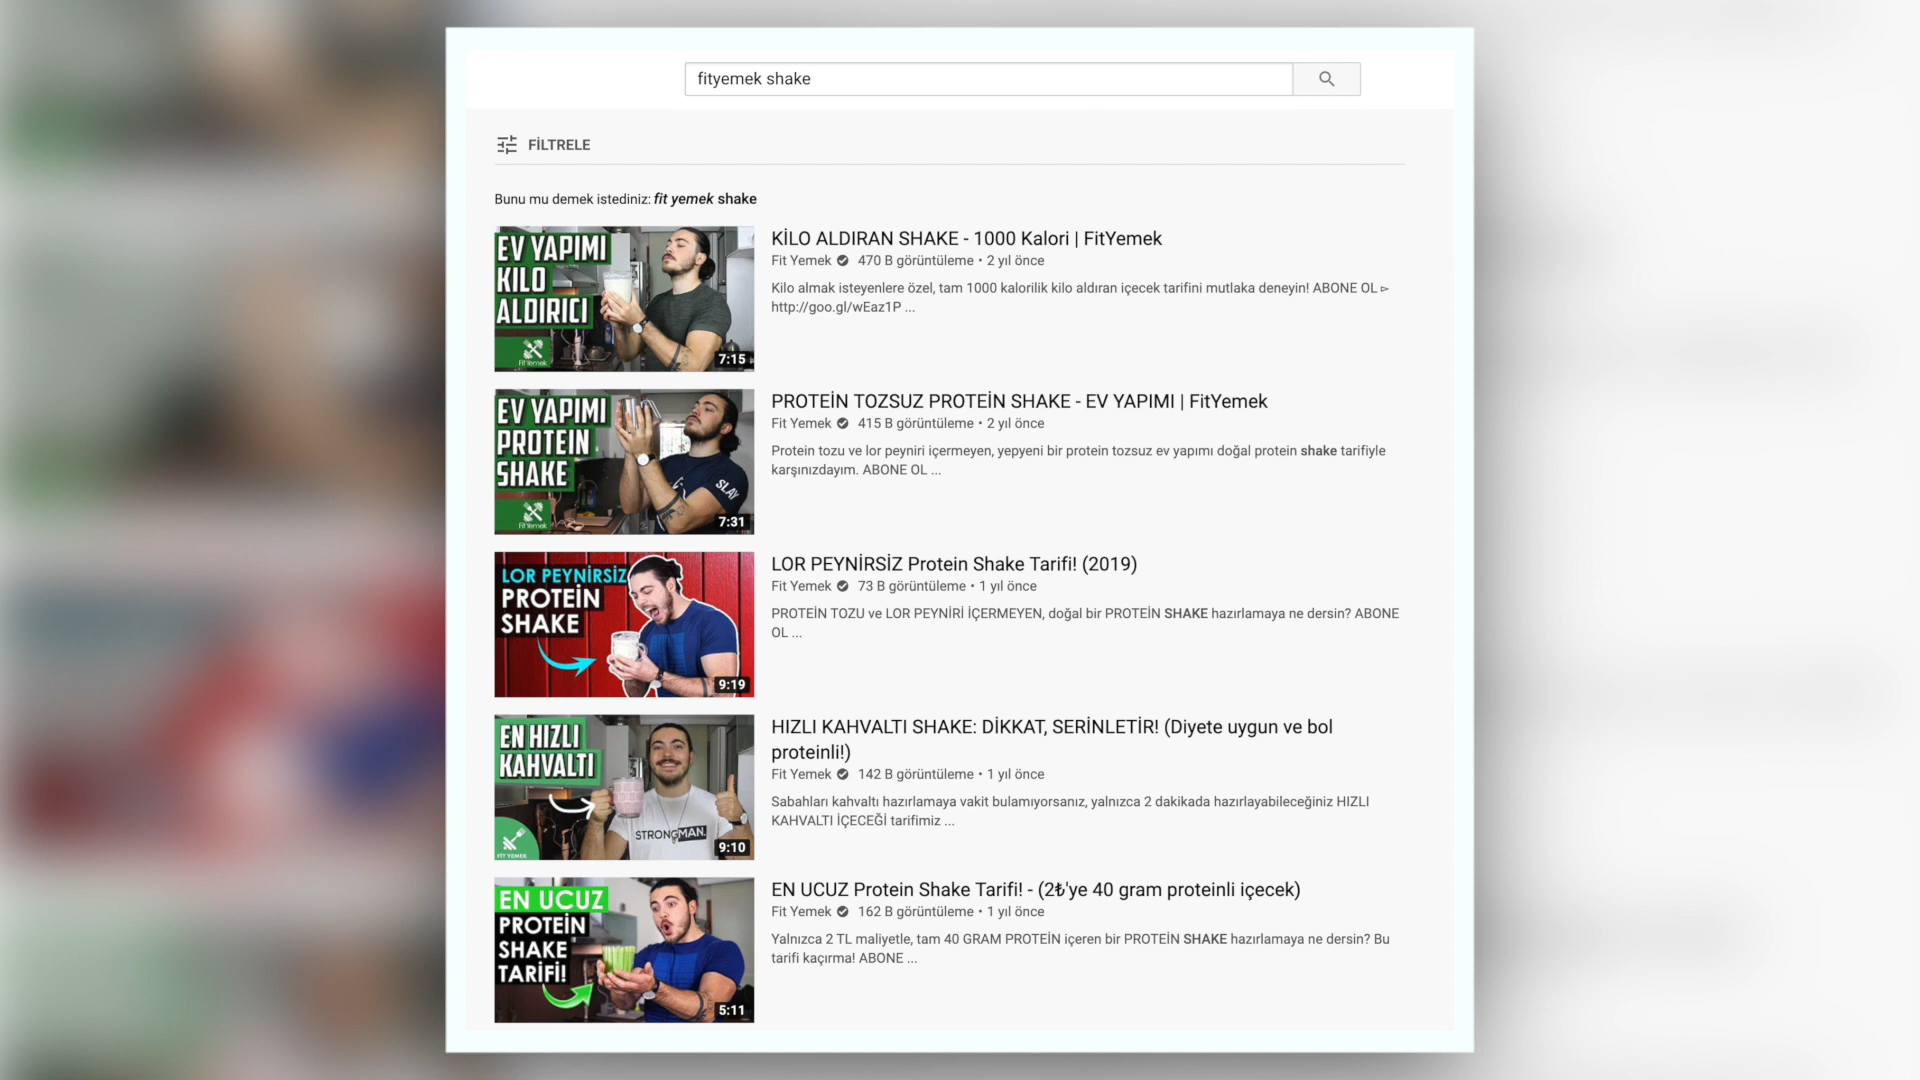 fityemek shake
FİLTRELE
Bunu mu demek istediniz: fit yemek shake
EV YAPIMI
KILO
ALDIRICI
Fit Yemek
7:15
KİLO ALDIRAN SHAKE - 1000 Kalori | FitYemek
Fit Yemek 470 B görüntüleme • 2 yıl önce
Kilo almak isteyenlere özel, tam 1000 kalorilik kilo aldıran içecek tarifini mutlaka deneyin! ABONE OL ▻
http://goo.gl/wEaz1P ...
EV YAPIMI
PROTEIN
SHAKE
SLAY
Fit Yemek
7:31
PROTEİN TOZSUZ PROTEİN SHAKE - EV YAPIMI | FitYemek
Fit Yemek 415 B görüntüleme • 2 yıl önce
Protein tozu ve lor peyniri içermeyen, yepyeni bir protein tozsuz ev yapımı doğal protein shake tarifiyle
karşınızdayım. ABONE OL ...
LOR PEYNİRSİZ
PROTEİN
SHAKE
9:19
LOR PEYNİRSİZ Protein Shake Tarifi! (2019)
Fit Yemek 73 B görüntüleme • 1 yıl önce
PROTEİN TOZU ve LOR PEYNİRİ İÇERMEYEN, doğal bir PROTEİN SHAKE hazırlamaya ne dersin? ABONE
OL ...
EN HIZLI
KAHVALTI
STRONGMAN.
FIT YEMEK
9:10
HIZLI KAHVALTI SHAKE: DİKKAT, SERİNLETİR! (Diyete uygun ve bol
proteinli!)
Fit Yemek 142 B görüntüleme • 1 yıl önce
Sabahları kahvaltı hazırlamaya vakit bulamıyorsanız, yalnızca 2 dakikada hazırlayabileceğiniz HIZLI
KAHVALTI İÇECEĞİ tarifimiz ...
EN UCUZ
PROTEİN
SHAKE
TARİFİ!
5:11
EN UCUZ Protein Shake Tarifi! - (2₺'ye 40 gram proteinli içecek)
Fit Yemek 162 B görüntüleme • 1 yıl önce
Yalnızca 2 TL maliyetle, tam 40 GRAM PROTEİN içeren bir PROTEİN SHAKE hazırlamaya ne dersin? Bu
tarifi kaçırma! ABONE ...